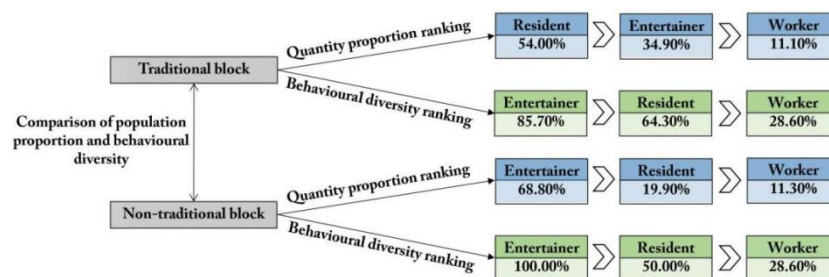 Quantity proportion ranking
Resident
54.00%
Entertainer
34.90%
Worker
11.10%
Traditional block
Behavioural diversity ranking
Entertainer
85.70%
Resident
64.30%
Worker
28.60%
Comparison of population
proportion and behavioural
diversity
Quantity proportion ranking
Entertainer
68.80%
Resident
19.90%
Worker
11.30%
Non-traditional block
Behavioural diversity ranking
Entertainer
100.00%
Resident
50.00%
Worker
28.60%